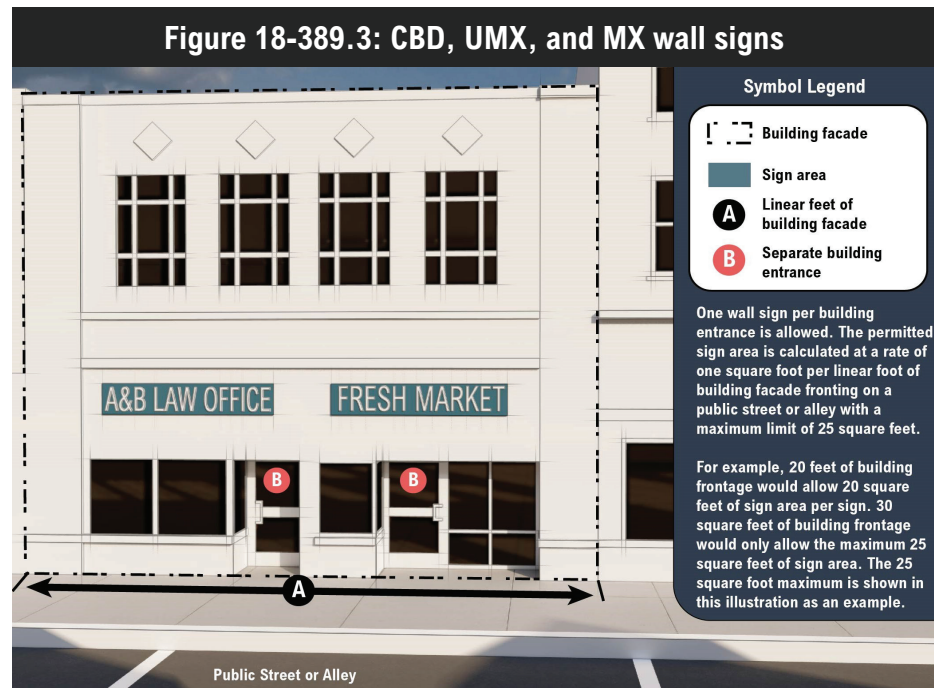 Figure 18-389.3: CBD, UMX, and MX wall signs
Symbol Legend
Building facade
Sign area
A
Linear feet of
building facade
B
Separate building
entrance
One wall sign per building
entrance is allowed. The permitted
sign area is calculated at a rate of
one square foot per linear foot of
building facade fronting on a
public street or alley with a
maximum limit of 25 square feet.
For example, 20 feet of building
frontage would allow 20 square
feet of sign area per sign. 30
square feet of building frontage
would only allow the maximum 25
square feet of sign area. The 25
square foot maximum is shown in
this illustration as an example.
A&B LAW OFFICE
FRESH MARKET
B
B
A
Public Street or Alley